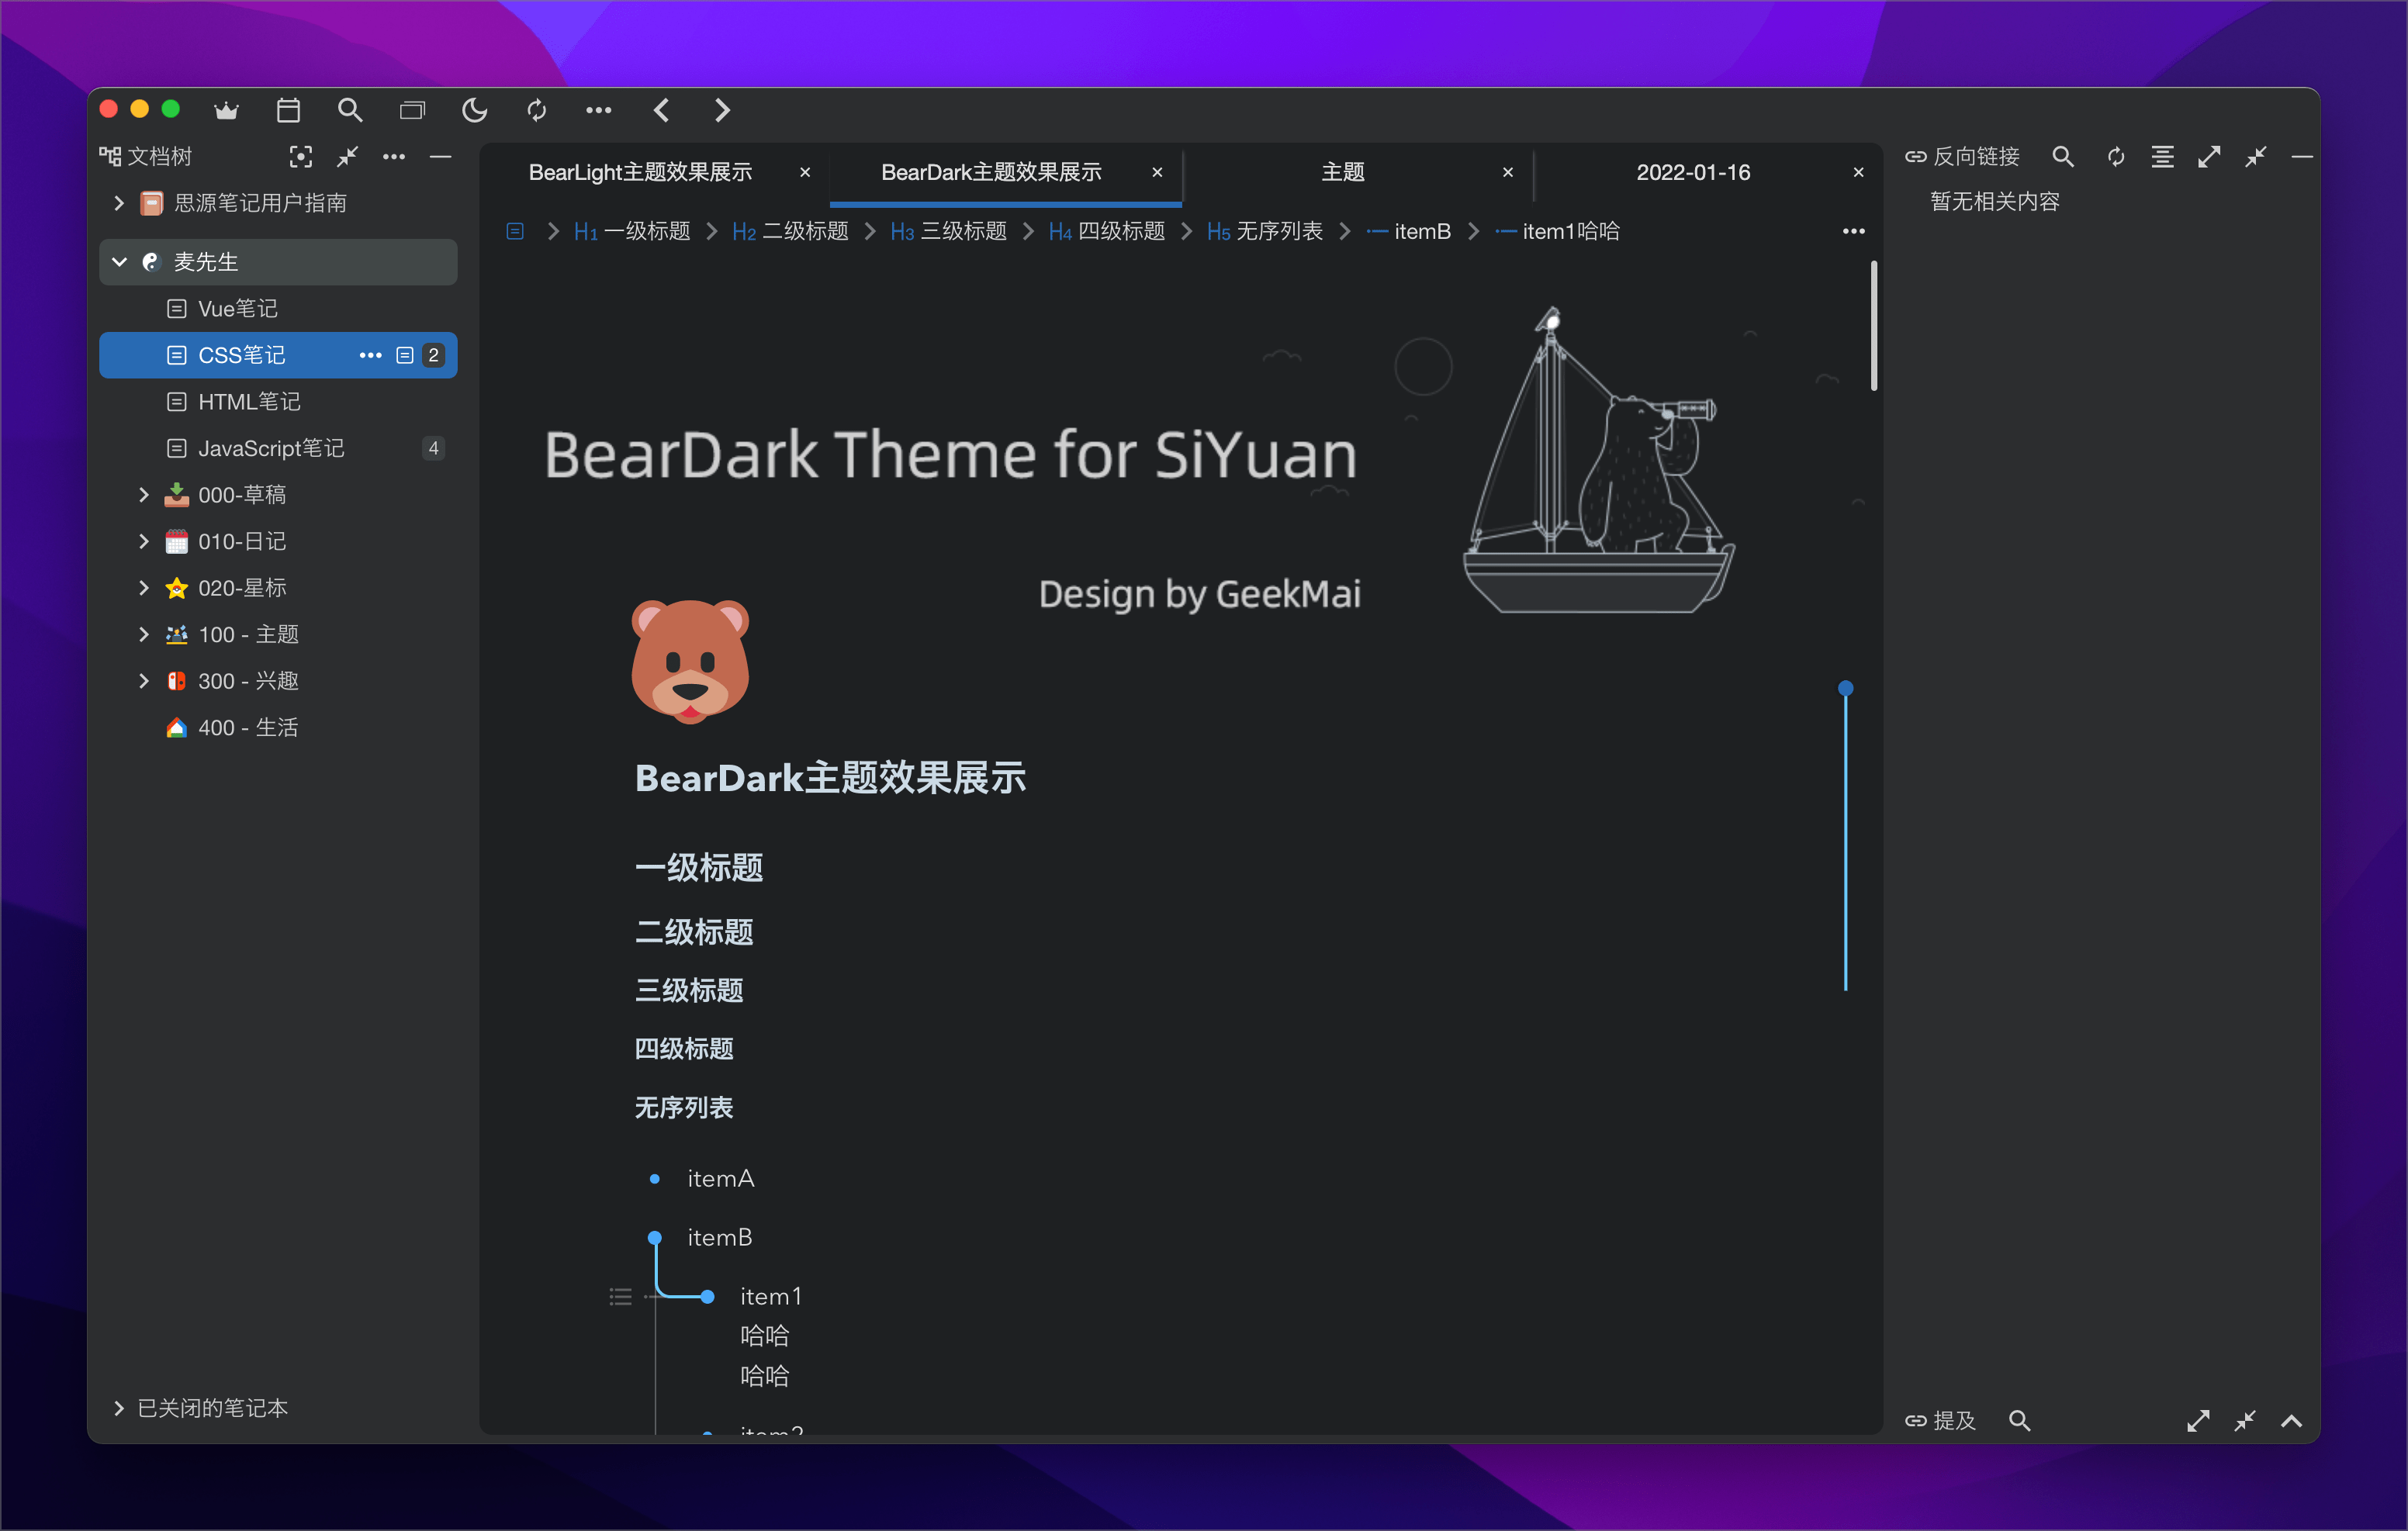 文档树
思源笔记用户指南
麦先生
Vue笔记
CSS笔记 2
HTML笔记
JavaScript笔记 4
000-草稿
010-日记
020-星标
100 - 主题
300 - 兴趣
400 - 生活
已关闭的笔记本
BearLight主题效果展示 BearDark主题效果展示 主题 2022-01-16
H1 一级标题 H2 二级标题 H3 三级标题 H4 四级标题 H5 无序列表 itemB item1哈哈
BearDark Theme for SiYuan
Design by GeekMai
BearDark主题效果展示
一级标题
二级标题
三级标题
四级标题
无序列表
itemA
itemB
item1
哈哈
哈哈
item2
反向链接
暂无相关内容
提及